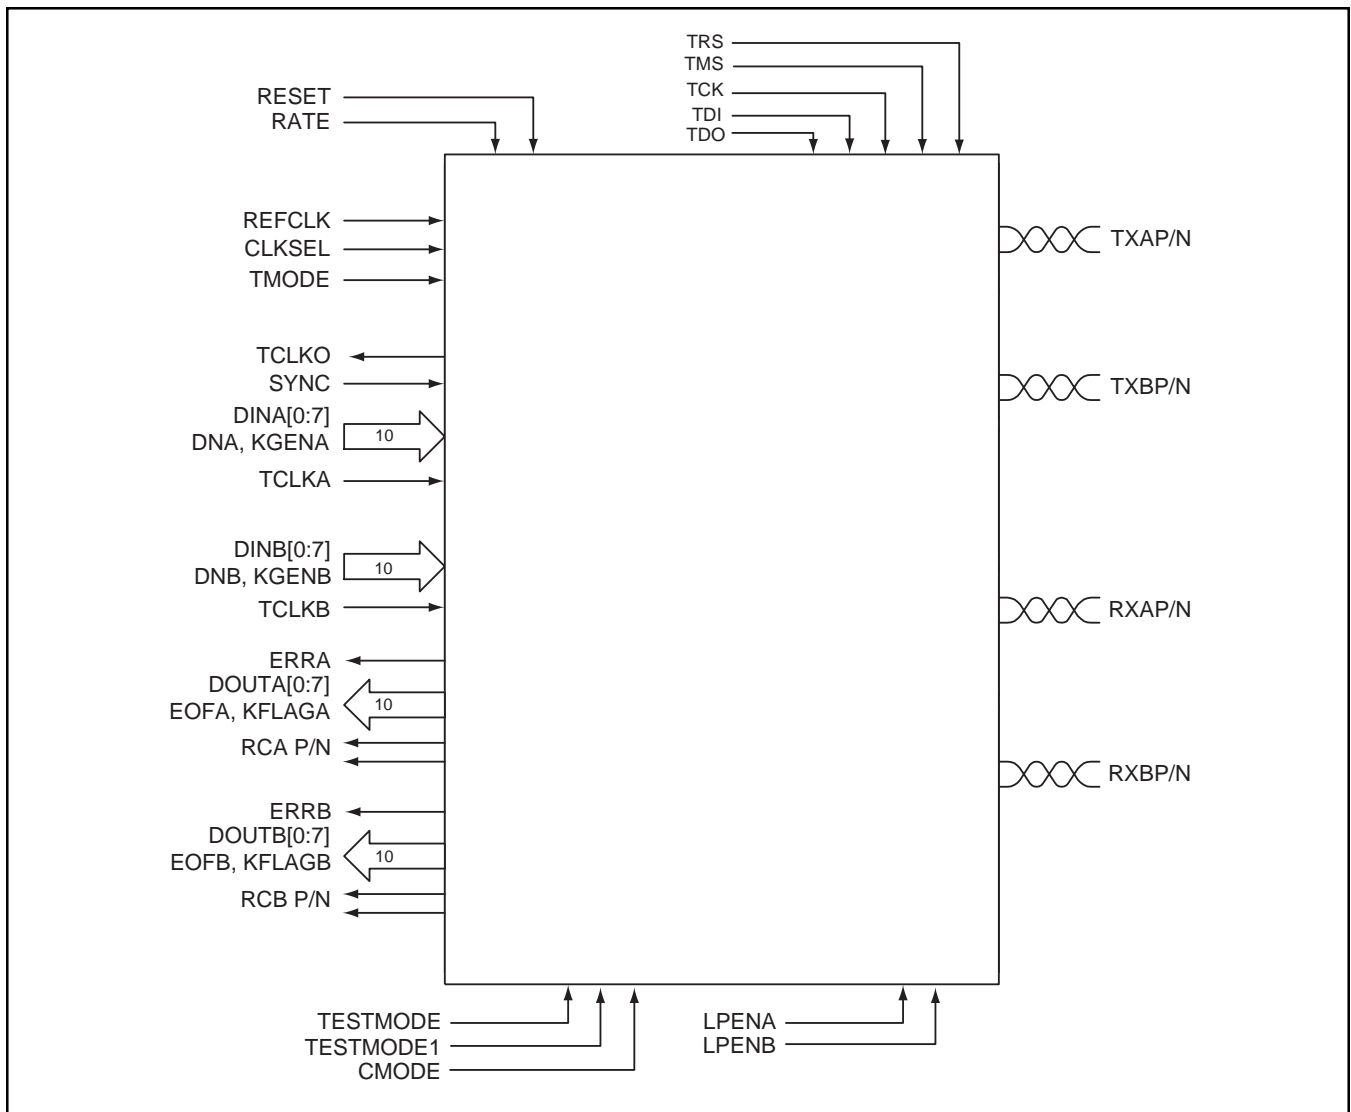 TRS
TMS
TCK
TDI
TDO
RESET
RATE
REFCLK
CLKSEL
TMODE
TCLKO
SYNC
DINA[0:7]
DNA, KGENA
10
TCLKA
DINB[0:7]
DNB, KGENB
10
TCLKB
ERRA
DOUTA[0:7]
EOFA, KFLAGA
10
RCA P/N
ERRB
DOUTB[0:7]
EOFB, KFLAGB
10
RCB P/N
TXAP/N
TXBP/N
RXAP/N
RXBP/N
TESTMODE
TESTMODE1
CMODE
LPENA
LPENB